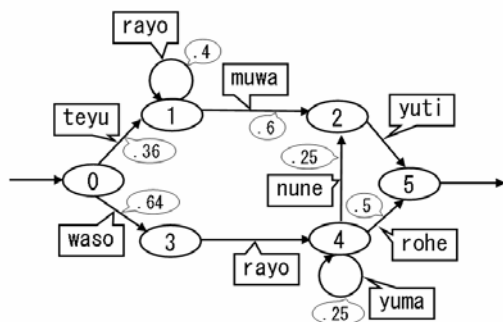 rayo
.4
muwa
teyu
1
2
yuti
.6
.36
.25
0
5
nune
.64
.5
waso
3
4
rohe
rayo
yuma
.25